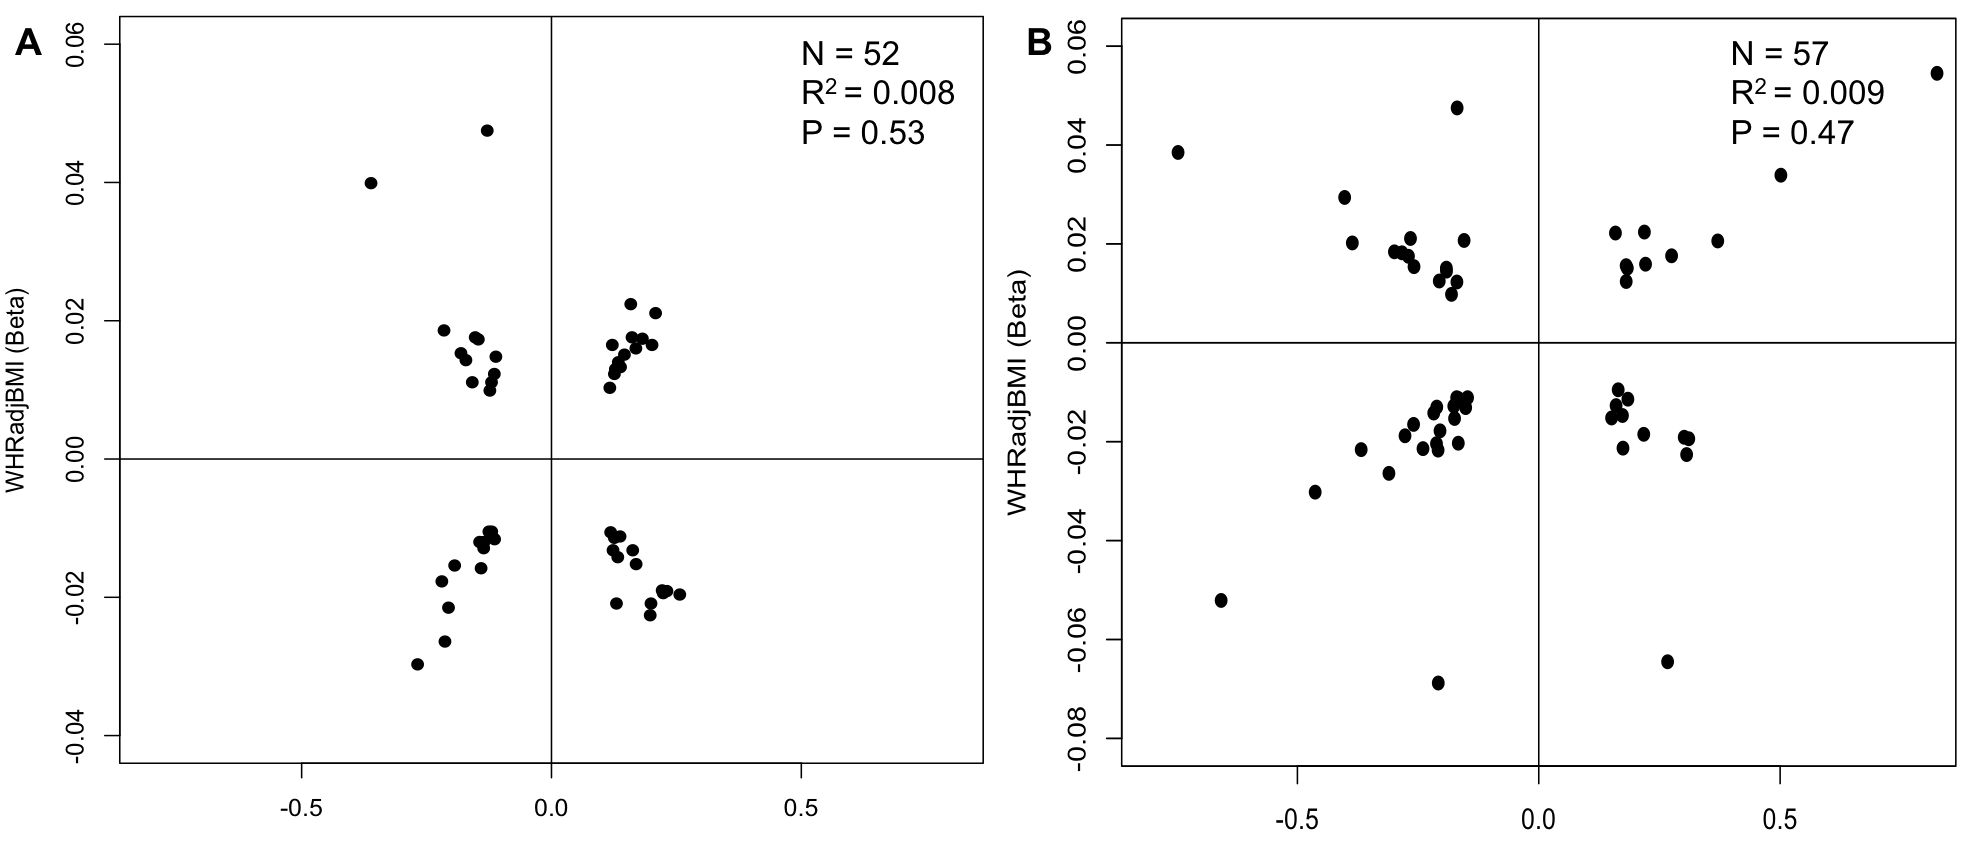 A
N = 52
R² = 0.008
P = 0.53
WHRadjBMI (Beta)
0.06
0.04
0.02
0.00
-0.02
-0.04
-0.5 0.0 0.5
B
N = 57
R² = 0.009
P = 0.47
WHRadjBMI (Beta)
0.06
0.04
0.02
0.00
-0.02
-0.04
-0.06
-0.08
-0.5 0.0 0.5